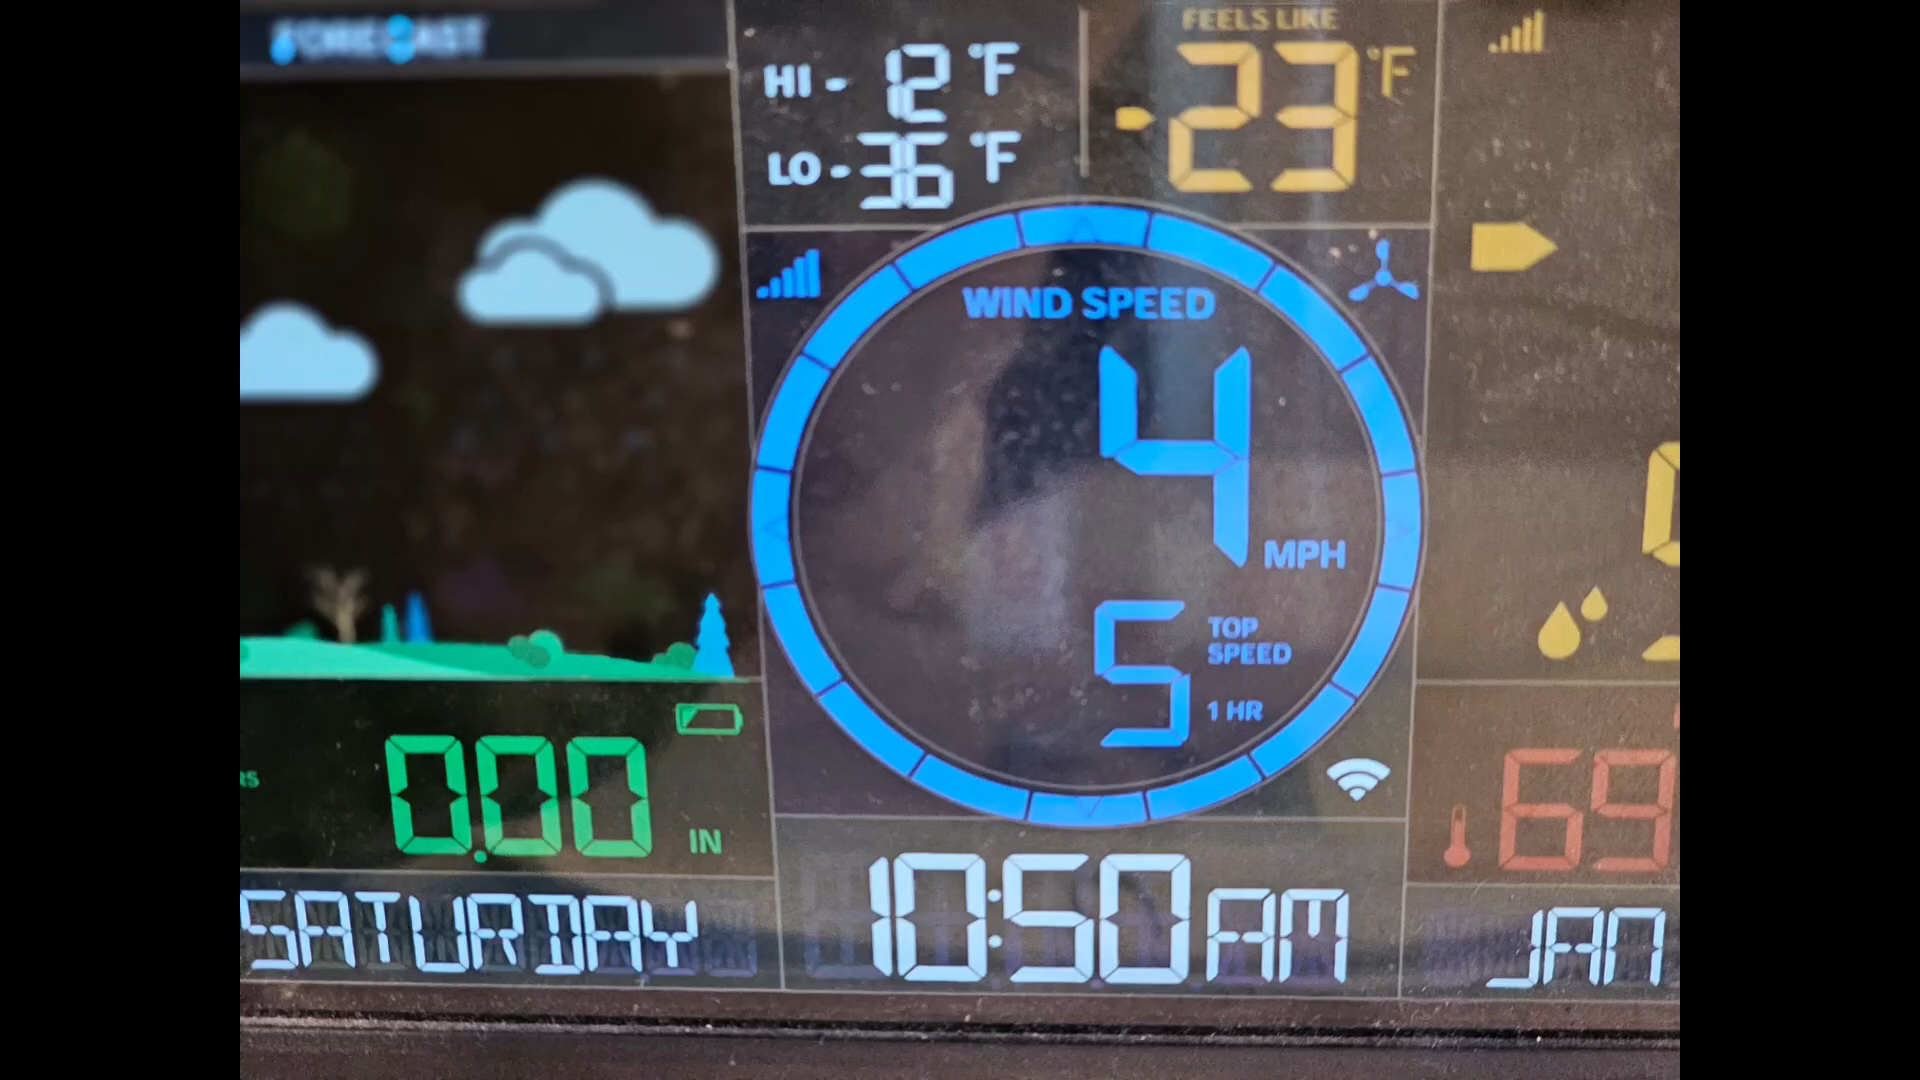 FORECAST
HI -12 °F
LO -36 °F
FEELS LIKE
-23 °F
WIND SPEED
4 MPH
5 TOP SPEED
1 HR
0.00 IN
69
SATURDAY
10:50 AM
JAN